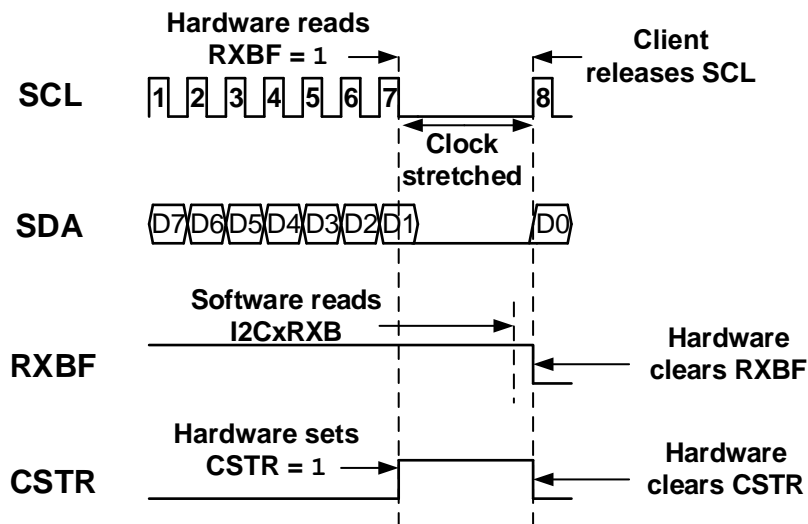 Hardware reads
RXBF = 1
Client
releases SCL
SCL
1 2 3 4 5 6 7 8
Clock
stretched
SDA
D7 D6 D5 D4 D3 D2 D1 D0
Software reads
I2CxRXB
RXBF
Hardware
clears RXBF
Hardware sets
CSTR = 1
CSTR
Hardware
clears CSTR